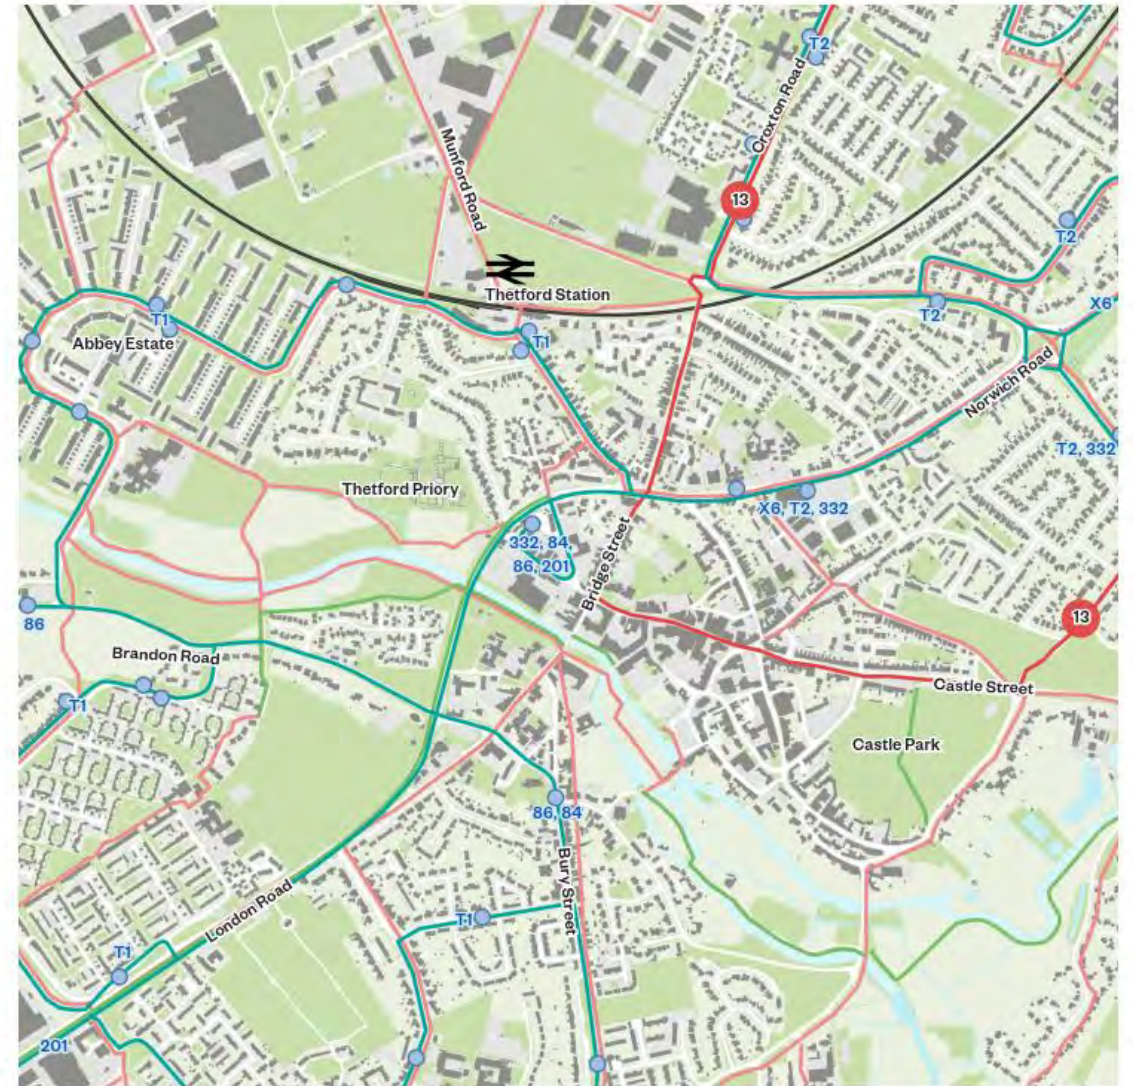 T2
Croxton Road
Munford Road
13
T2
Thetford Station
T2
X6
T1
Abbey Estate
T1
Norwich Road
T2, 332
Thetford Priory
X6, T2, 332
332, 84,
86, 201
Bridge Street
13
86
Brandon Road
Castle Street
T1
Castle Park
86, 84
Bury Street
London Road
T1
T1
201